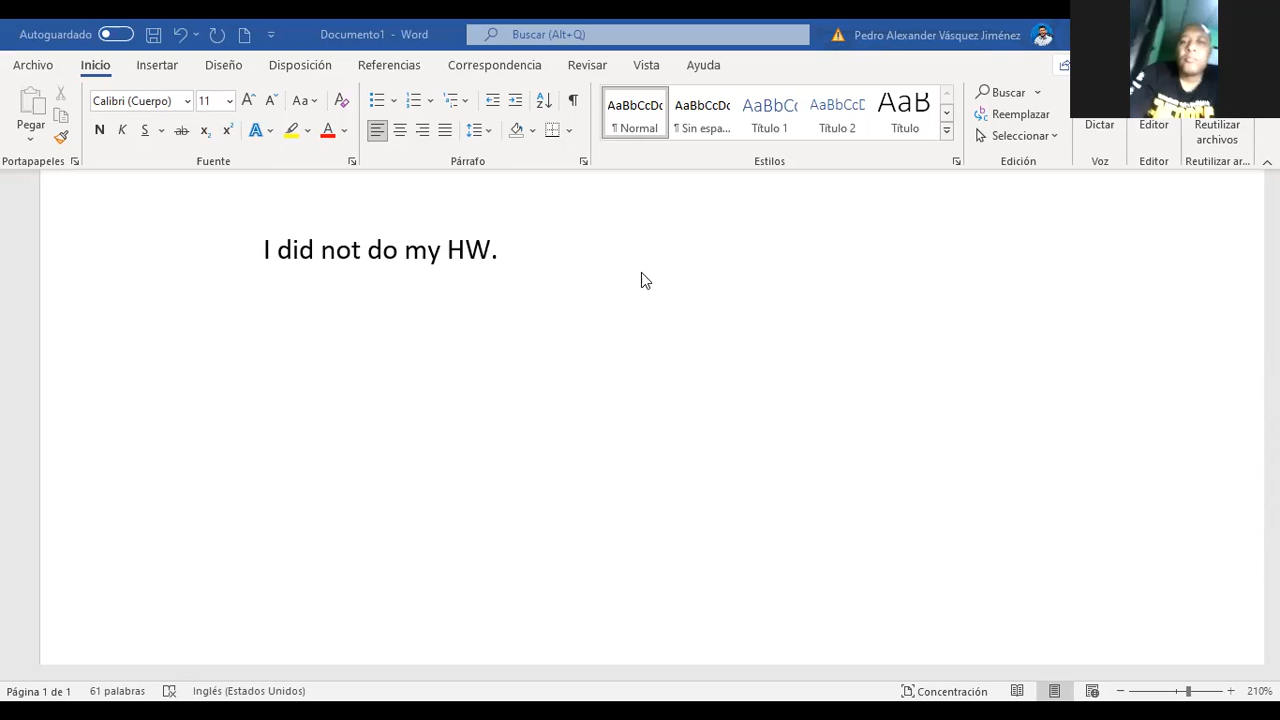 Autoguardado
Documento1 - Word
Buscar (Alt+Q)
Pedro Alexander Vásquez Jiménez
Archivo Inicio Insertar Diseño Disposición Referencias Correspondencia Revisar Vista Ayuda
Pegar
Calibri (Cuerpo) 11
Portapapeles
Fuente
Párrafo
AaBbCcDc AaBbCcDc AaBbCc AaBbCcD AaB
¶ Normal ¶ Sin espa... Título 1 Título 2 Título
Estilos
Buscar
Reemplazar
Seleccionar
Edición
Dictar
Voz
Editor
Editor
Reutilizar
archivos
Reutilizar ar...
I did not do my HW.
Página 1 de 1 61 palabras Inglés (Estados Unidos) Concentración 210%